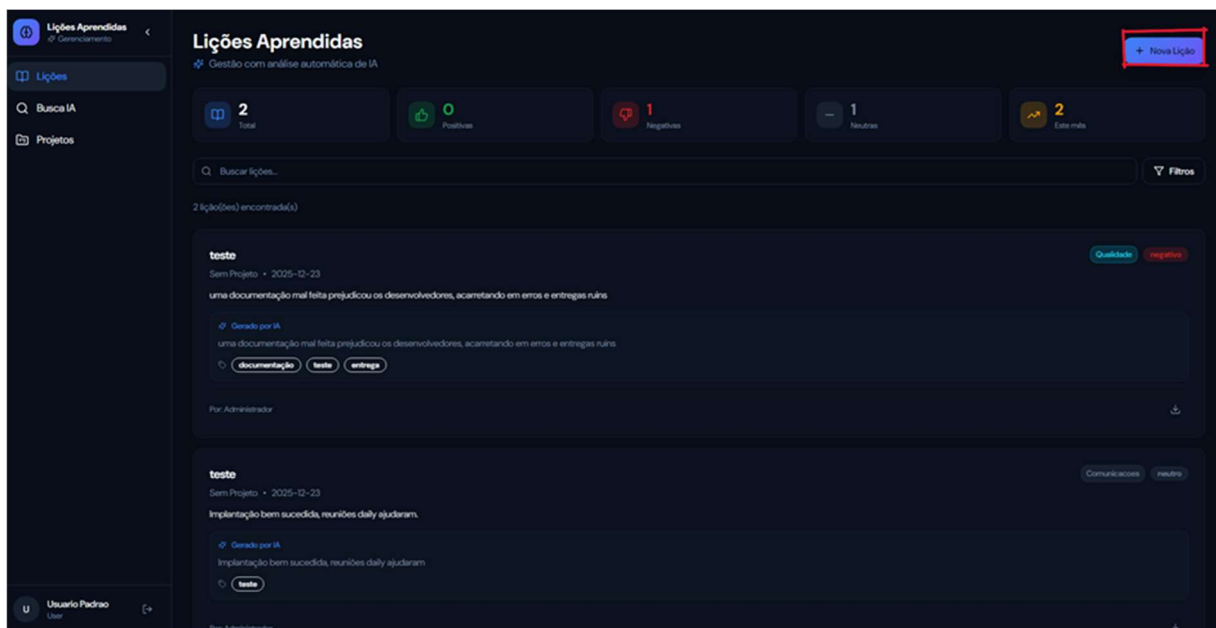 Lições Aprendidas
Gerenciamento
Lições
Busca IA
Projetos
Lições Aprendidas
Gestão com análise automática de IA
+ Nova Lição
2
Total
0
Positivas
1
Negativas
1
Neutras
2
Este mês
Buscar lições...
Filtros
2 lição(ões) encontrada(s)
teste
Qualidade negativo
Sem Projeto • 2025-12-23
uma documentação mal feita prejudicou os desenvolvedores, acarretando em erros e entregas ruins
Gerado por IA
uma documentação mal feita prejudicou os desenvolvedores, acarretando em erros e entregas ruins
documentação teste entrega
Por: Administrador
teste
Comunicacoes neutro
Sem Projeto • 2025-12-23
Implantação bem sucedida, reuniões daily ajudaram.
Gerado por IA
Implantação bem sucedida, reuniões daily ajudaram
teste
Por: Administrador
U
Usuario Padrao
User